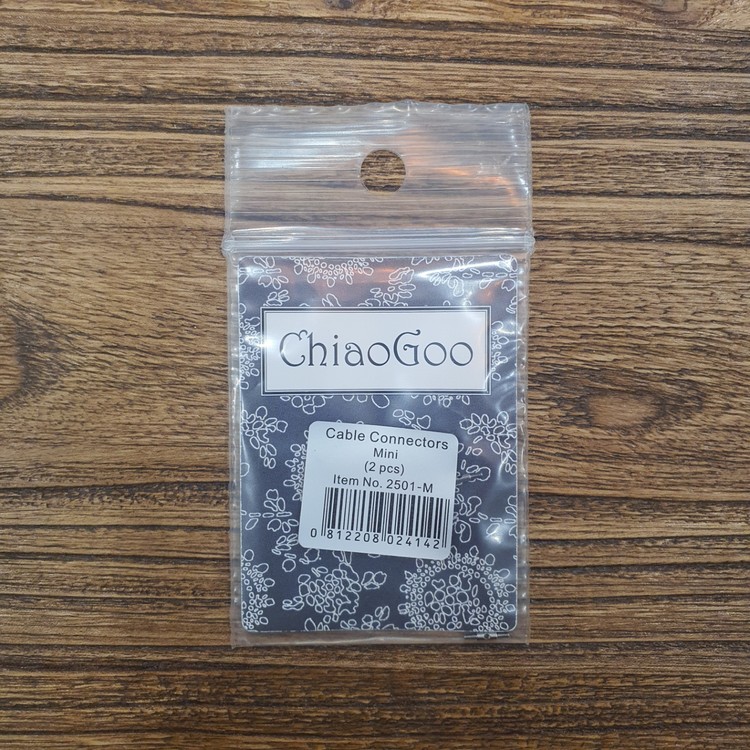 ChiaoGoo
Cable Connectors
Mini
(2 pcs)
Item No. 2501-M
0 812208 024142